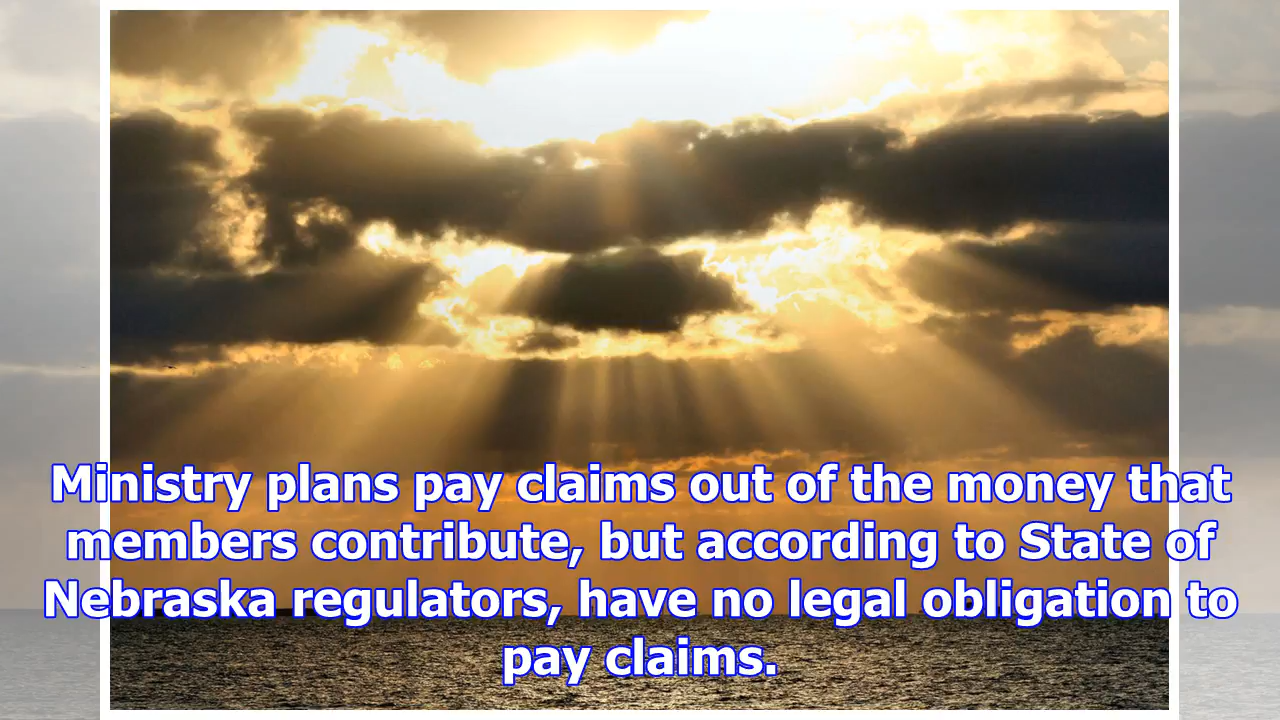 Ministry plans pay claims out of the money that
members contribute, but according to State of
Nebraska regulators, have no legal obligation to
pay claims.